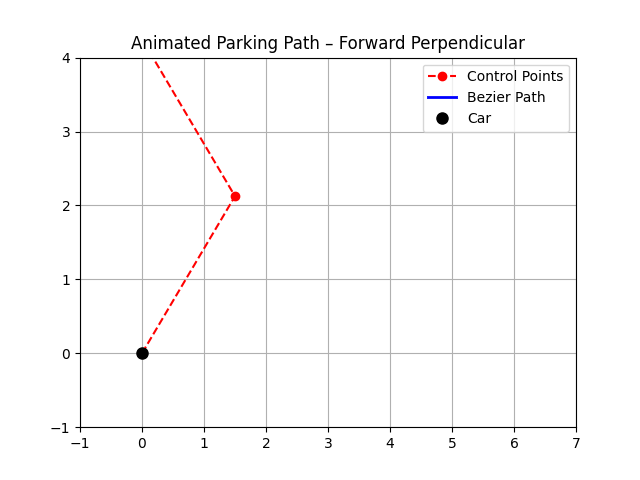 Animated Parking Path – Forward Perpendicular
Control Points
Bezier Path
Car
4
3
2
1
0
−1
−1 0 1 2 3 4 5 6 7